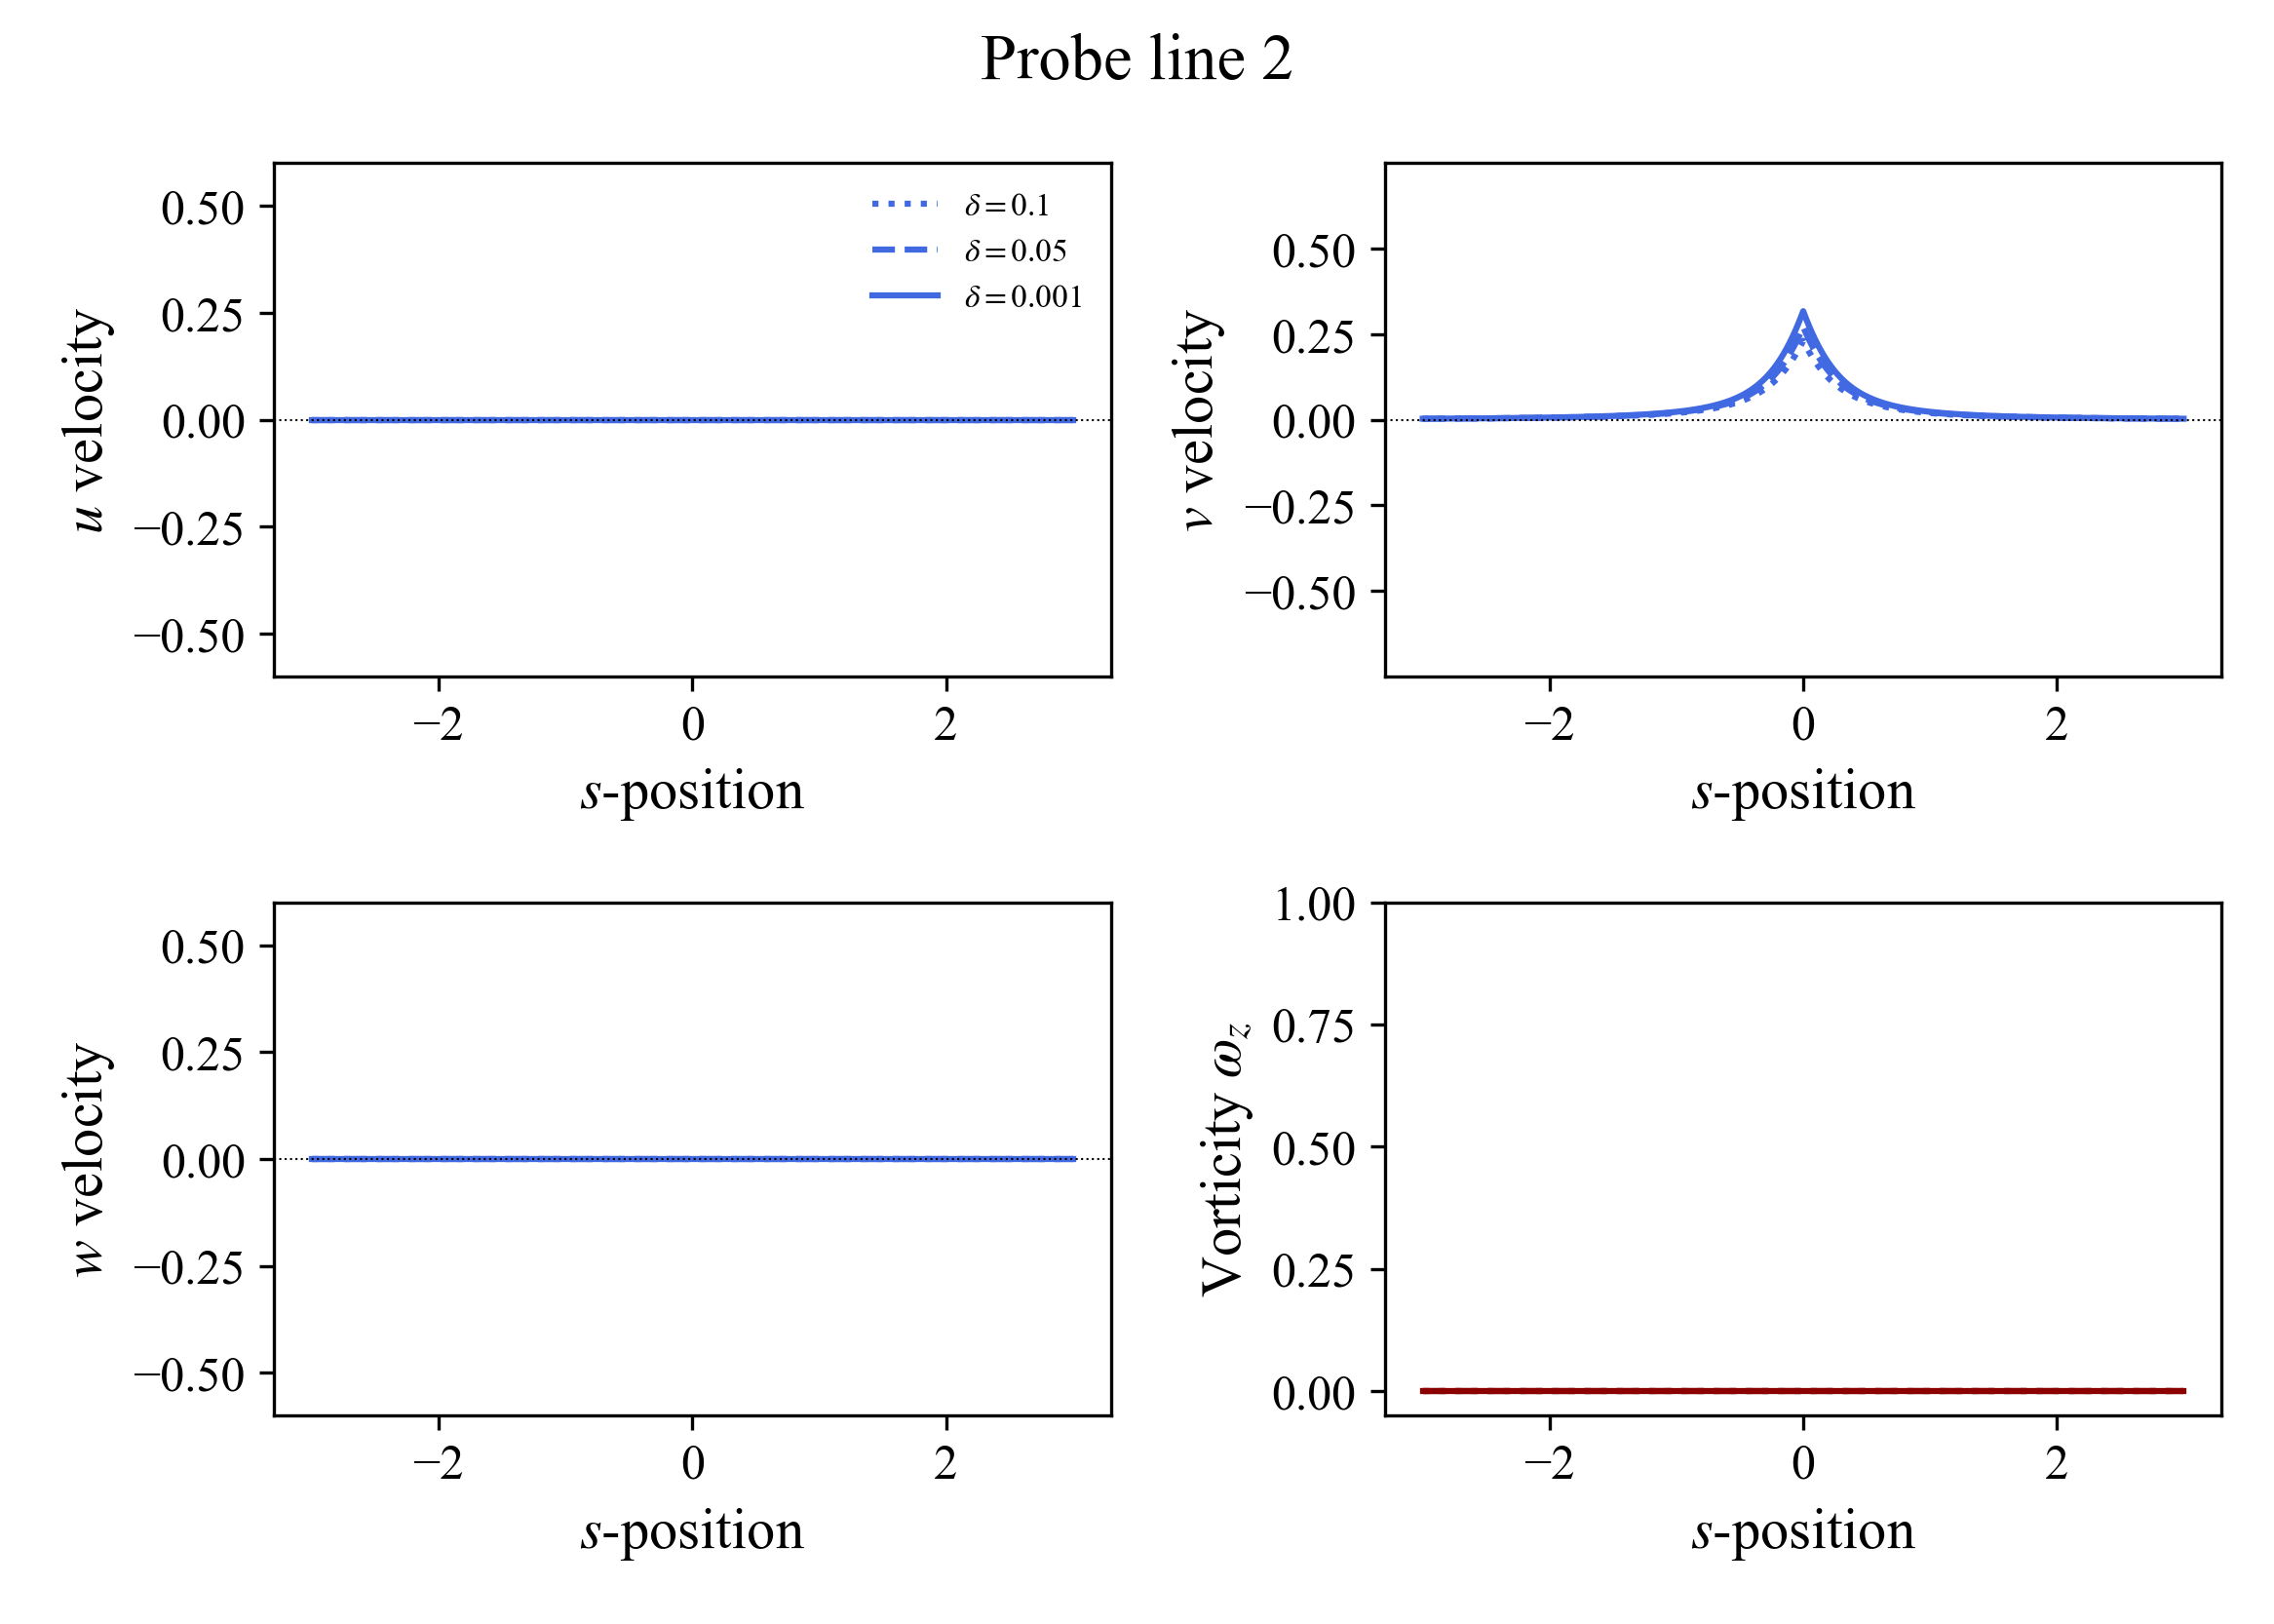 Probe line 2
u velocity
0.50
0.25
0.00
−0.25
−0.50
δ = 0.1
δ = 0.05
δ = 0.001
−2 0 2
s-position
v velocity
0.50
0.25
0.00
−0.25
−0.50
−2 0 2
s-position
w velocity
0.50
0.25
0.00
−0.25
−0.50
−2 0 2
s-position
Vorticity ω_z
1.00
0.75
0.50
0.25
0.00
−2 0 2
s-position